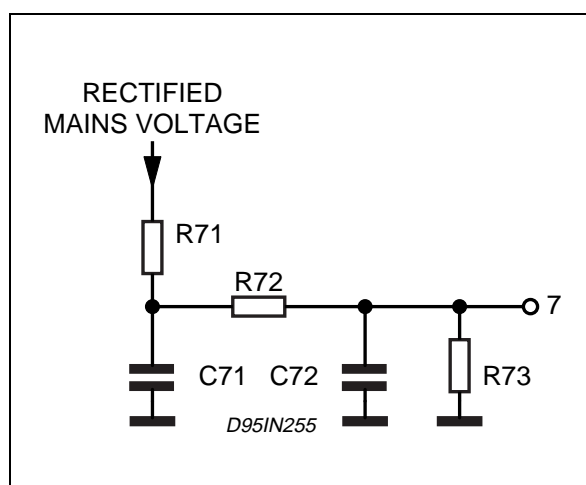 RECTIFIED
MAINS VOLTAGE
R71
R72
7
C71
C72
R73
D95IN255